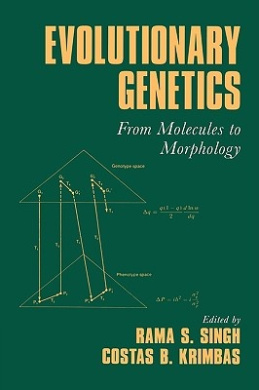 EVOLUTIONARY
GENETICS
From Molecules to
Morphology
Genotype space
Phenotype space
Edited by
RAMA S. SINGH
COSTAS B. KRIMBAS